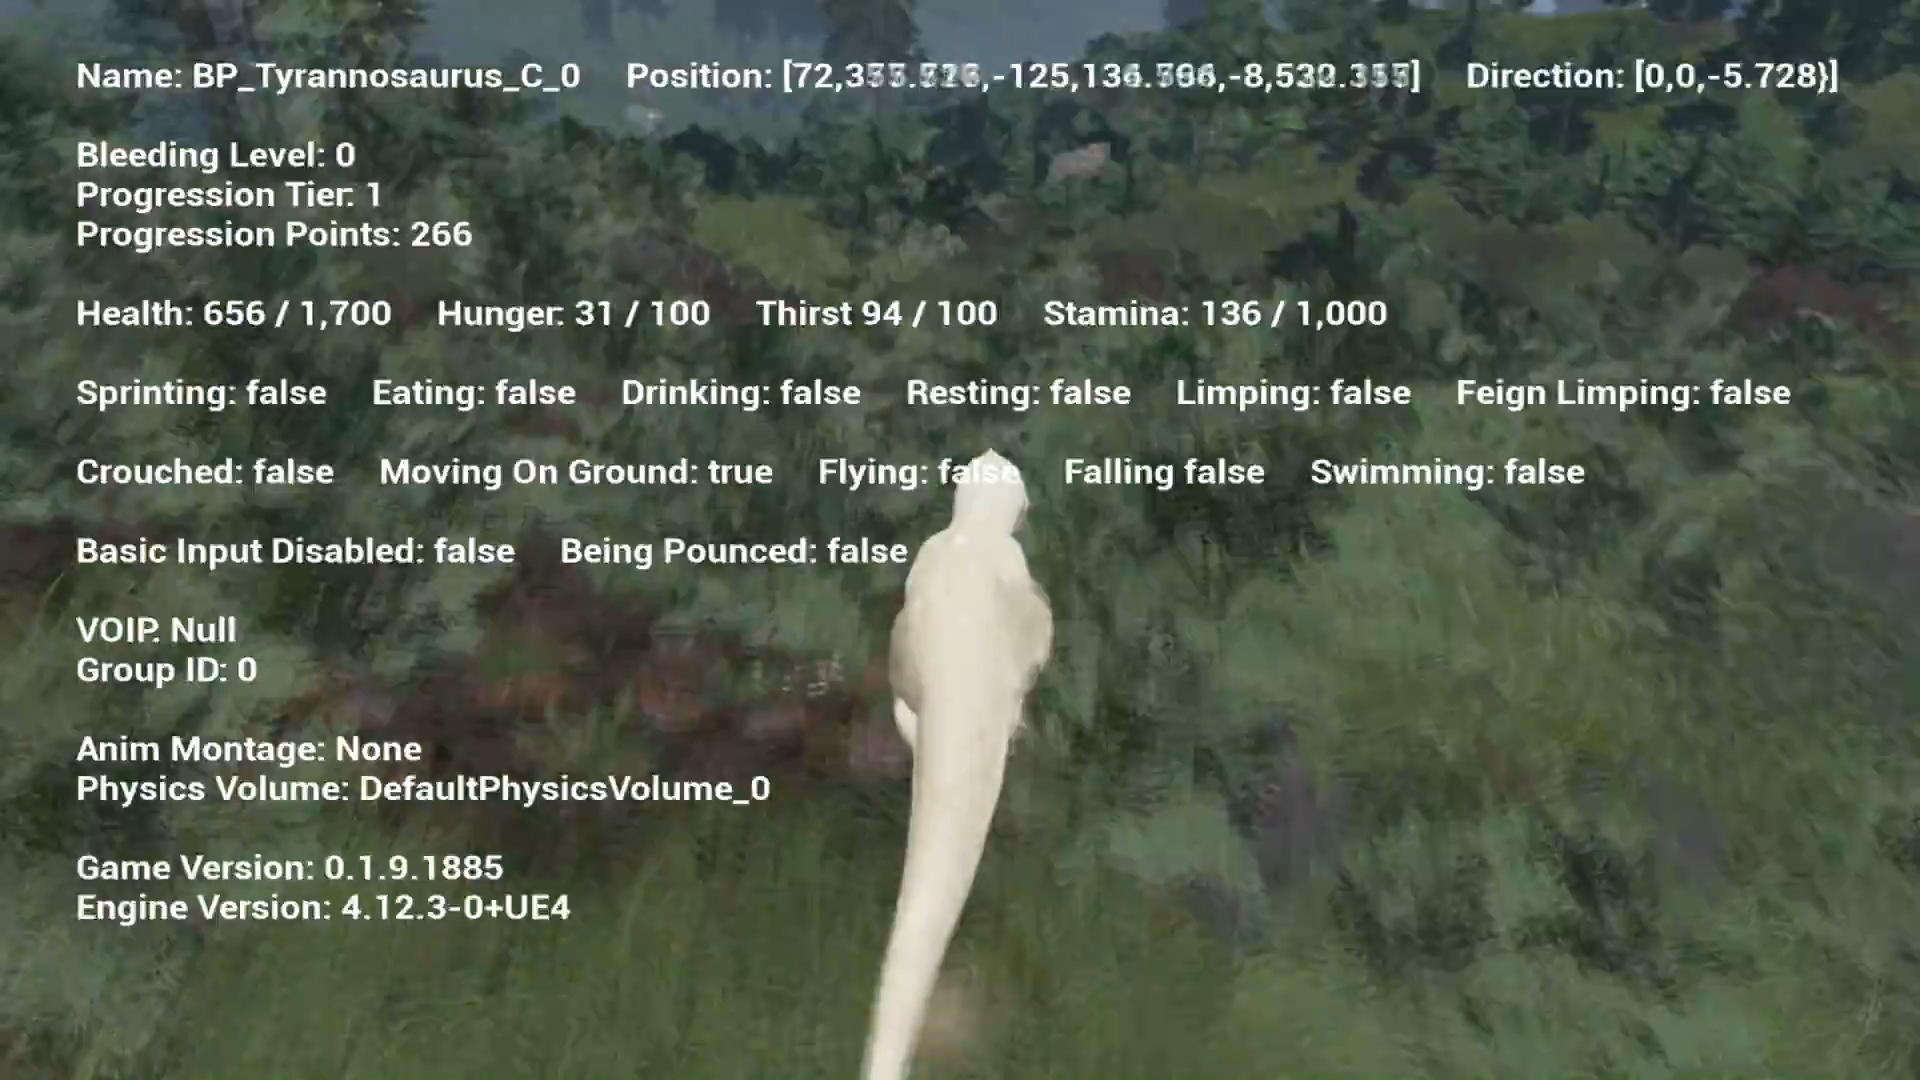 Name: BP_Tyrannosaurus_C_0 Direction: [0,0,-5.728}]
Position:
Bleeding Level: 0
Progression Tier: 1
Progression Points: 266
Health: 656 / 1,700 Hunger: 31 / 100 Thirst 94 / 100 Stamina: 136 / 1,000
Sprinting: false Eating: false Drinking: false Resting: false Limping: false Feign Limping: false
Crouched: false Moving On Ground: true Flying: false Falling false Swimming: false
Basic Input Disabled: false Being Pounced: false
VOIP: Null
Group ID: 0
Anim Montage: None
Physics Volume: DefaultPhysicsVolume_0
Game Version: 0.1.9.1885
Engine Version: 4.12.3-0+UE4